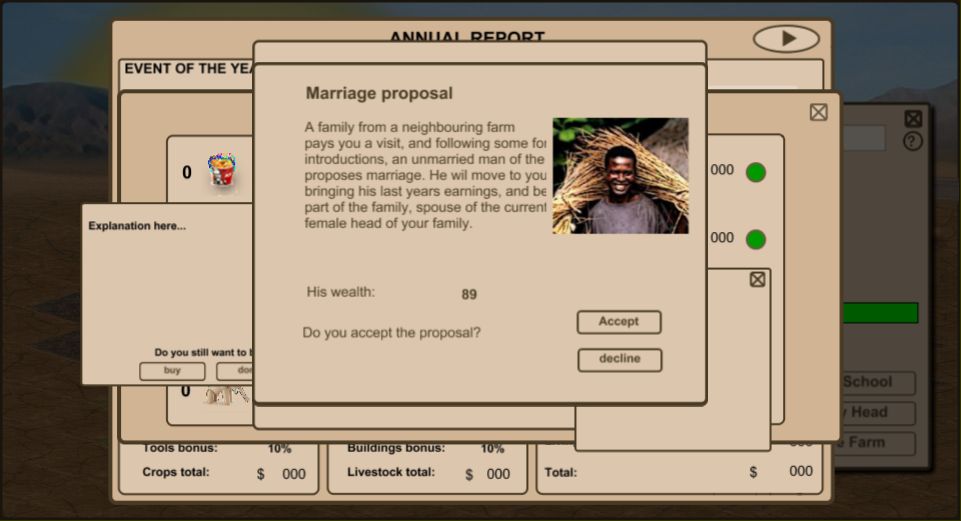 ANNUAL REPORT
EVENT OF THE YEA
Marriage proposal
A family from a neighbouring farm
pays you a visit, and following some for
introductions, an unmarried man of the
proposes marriage. He wil move to you
bringing his last years earnings, and be
part of the family, spouse of the current
female head of your family.
His wealth: 89
Do you accept the proposal?
Accept
decline
0
000
000
?
Explanation here...
Do you still want to b
buy
don
0
School
y Head
e Farm
Tools bonus: 10%
Crops total: $ 000
Buildings bonus: 10%
Livestock total: $ 000
000
Total: $ 000